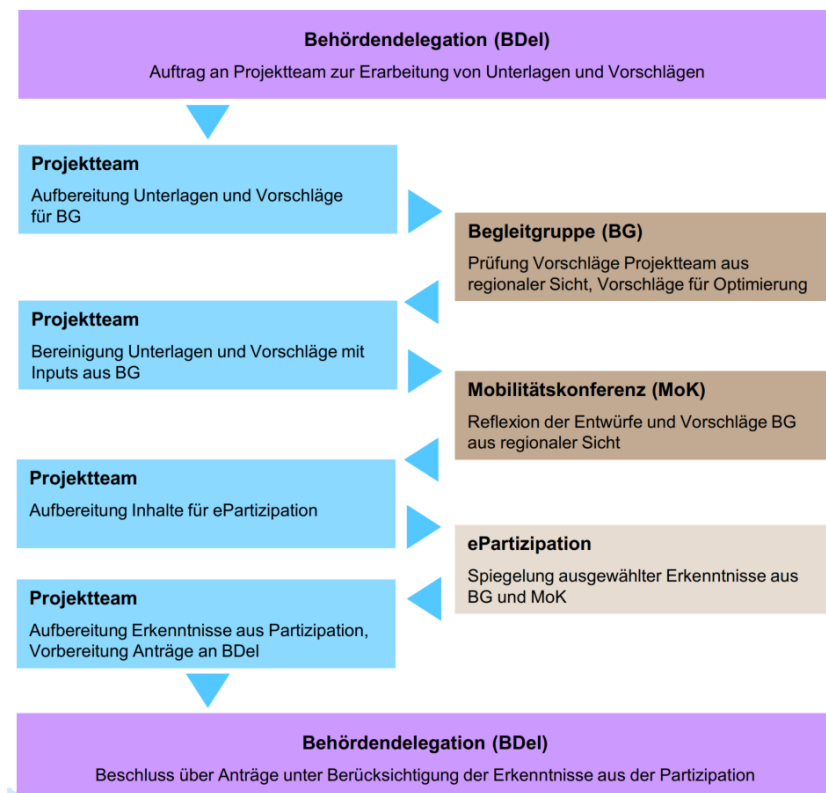 Behördendelegation (BDel)
Auftrag an Projektteam zur Erarbeitung von Unterlagen und Vorschlägen
Projektteam
Aufbereitung Unterlagen und Vorschläge
für BG
Begleitgruppe (BG)
Prüfung Vorschläge Projektteam aus
regionaler Sicht, Vorschläge für Optimierung
Projektteam
Bereinigung Unterlagen und Vorschläge mit
Inputs aus BG
Mobilitätskonferenz (MoK)
Reflexion der Entwürfe und Vorschläge BG
aus regionaler Sicht
Projektteam
Aufbereitung Inhalte für ePartizipation
ePartizipation
Spiegelung ausgewählter Erkenntnisse aus
BG und MoK
Projektteam
Aufbereitung Erkenntnisse aus Partizipation,
Vorbereitung Anträge an BDel
Behördendelegation (BDel)
Beschluss über Anträge unter Berücksichtigung der Erkenntnisse aus der Partizipation